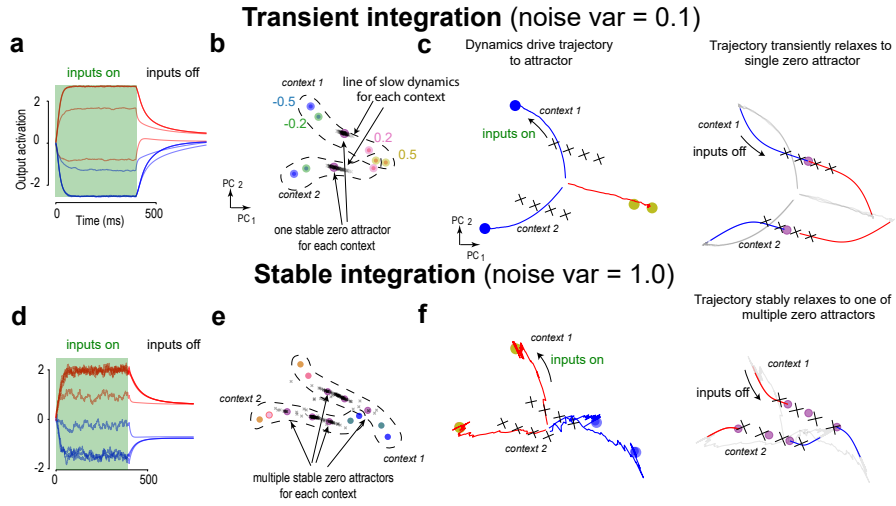 Transient integration (noise var = 0.1)
a
inputs on
inputs off
Output activation
2
0
-2
0
500
Time (ms)
b
context 1
line of slow dynamics
for each context
-0.5
-0.2
0.2
0.5
context 2
PC 2
PC1
one stable zero attractor
for each context
c
Dynamics drive trajectory
to attractor
context 1
inputs on
context 2
PC 2
PC1
Trajectory transiently relaxes to
single zero attractor
context 1
inputs off
context 2
Stable integration (noise var = 1.0)
d
inputs on
inputs off
2
0
-2
0
500
e
context 2
context 1
multiple stable zero attractors
for each context
f
context 1
inputs on
context 2
Trajectory stably relaxes to one of
multiple zero attractors
context 1
inputs off
context 2